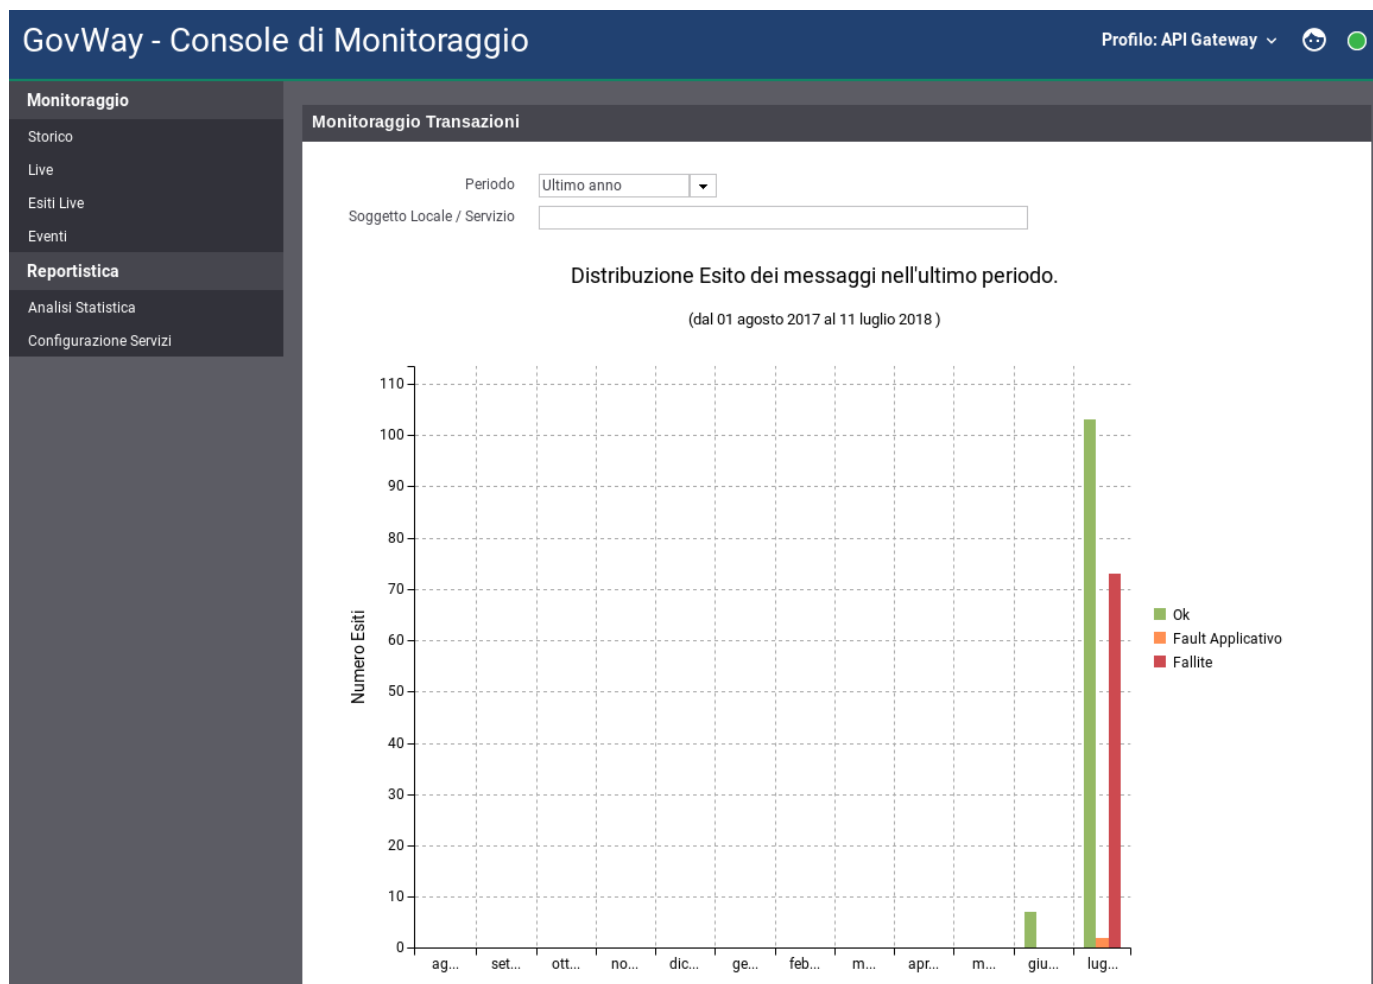 GovWay - Console di Monitoraggio
Profilo: API Gateway
Monitoraggio
Storico
Live
Esiti Live
Eventi
Reportistica
Analisi Statistica
Configurazione Servizi
Monitoraggio Transazioni
Periodo
Ultimo anno
Soggetto Locale / Servizio
Distribuzione Esito dei messaggi nell'ultimo periodo.
(dal 01 agosto 2017 al 11 luglio 2018 )
Numero Esiti
110
100
90
80
70
60
50
40
30
20
10
0
ag... set... ott... no... dic... ge... feb... m... apr... m... giu... lug...
Ok
Fault Applicativo
Fallite